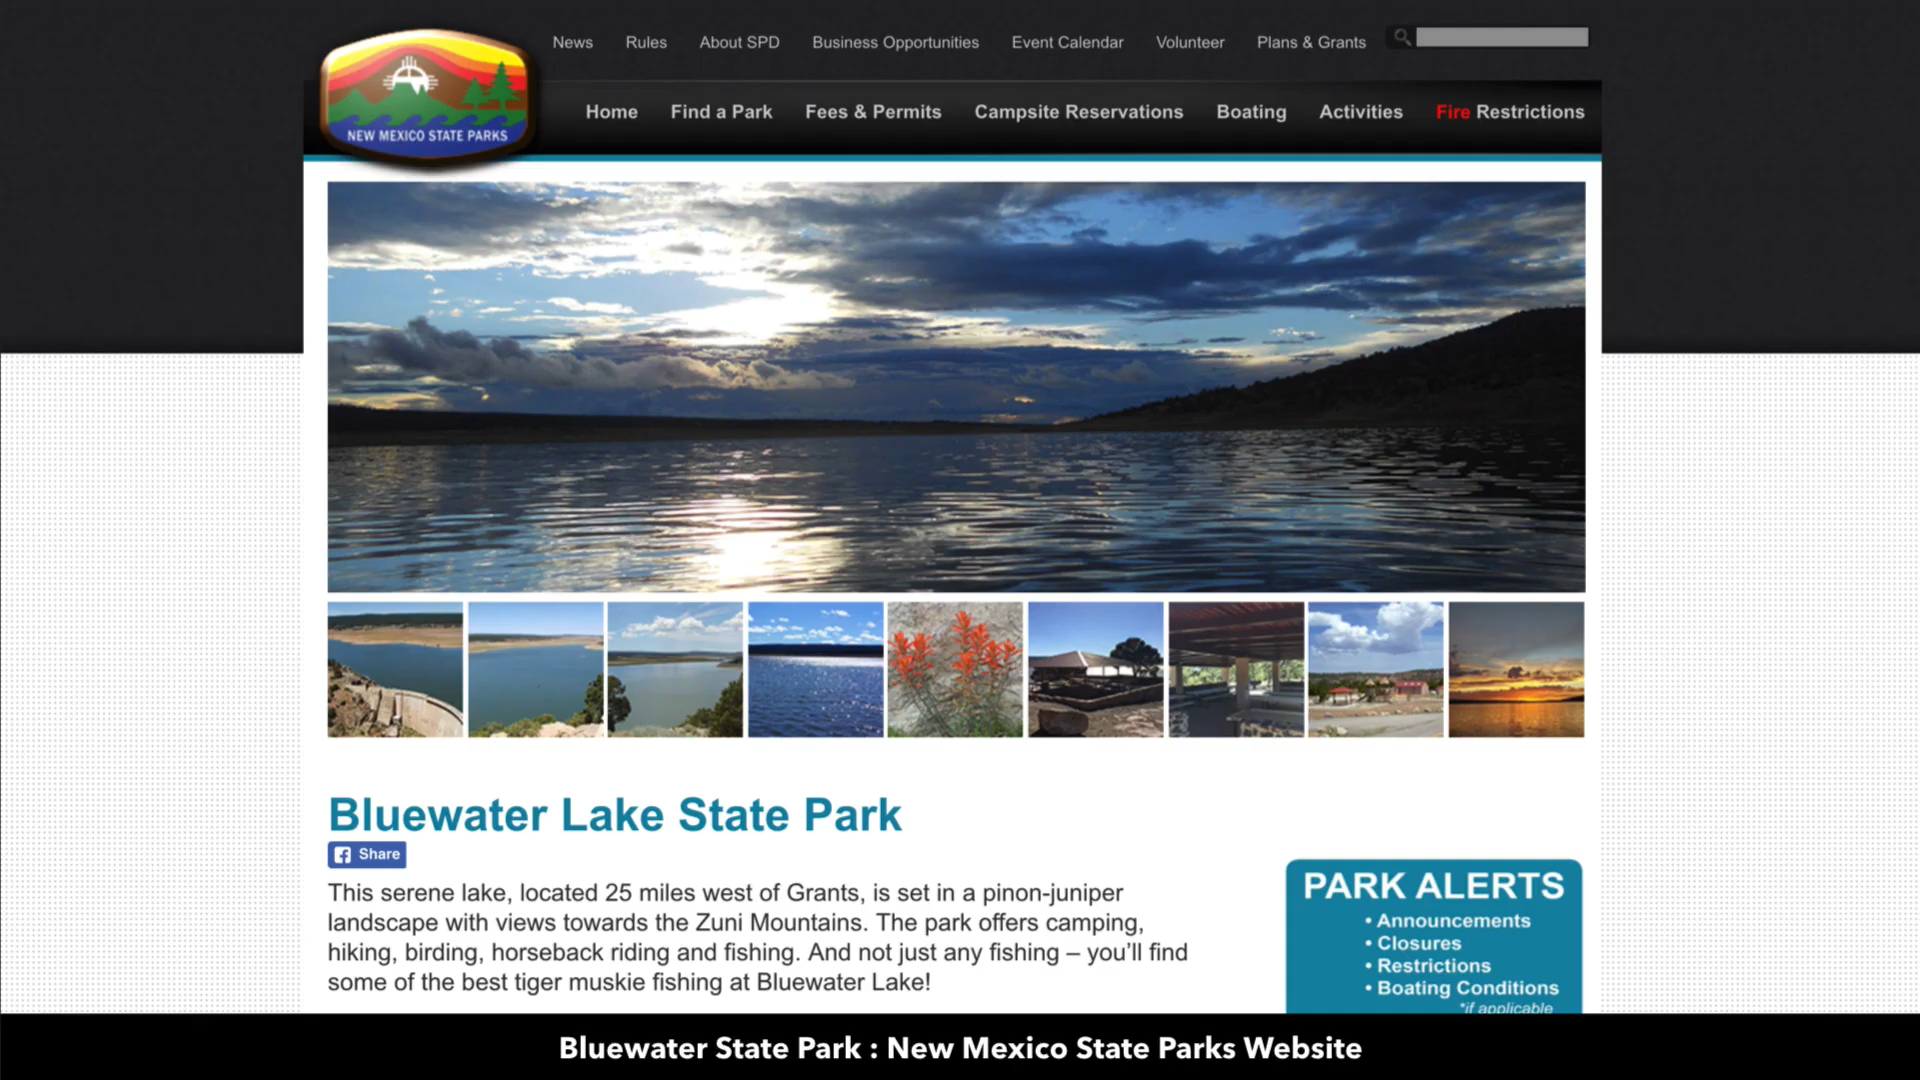 News Rules About SPD Business Opportunities Event Calendar Volunteer Plans & Grants
NEW MEXICO STATE PARKS
Home Find a Park Fees & Permits Campsite Reservations Boating Activities Fire Restrictions
Bluewater Lake State Park
Share
This serene lake, located 25 miles west of Grants, is set in a pinon-juniper
landscape with views towards the Zuni Mountains. The park offers camping,
hiking, birding, horseback riding and fishing. And not just any fishing – you’ll find
some of the best tiger muskie fishing at Bluewater Lake!
PARK ALERTS
• Announcements
• Closures
• Restrictions
• Boating Conditions
*if applicable
Bluewater State Park : New Mexico State Parks Website